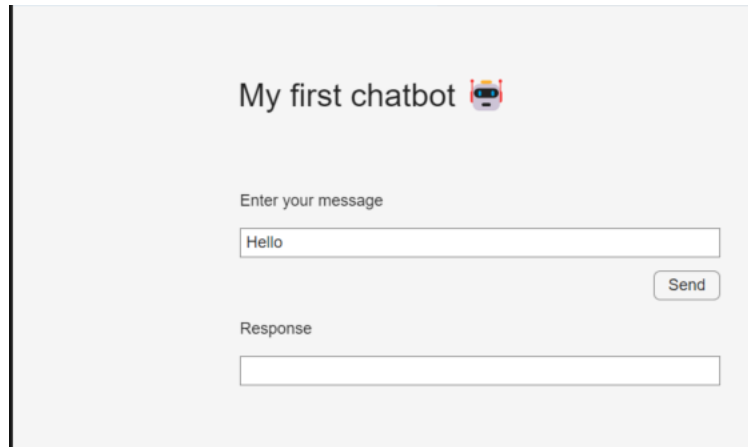 My first chatbot 🤖
Enter your message
Hello
Send
Response